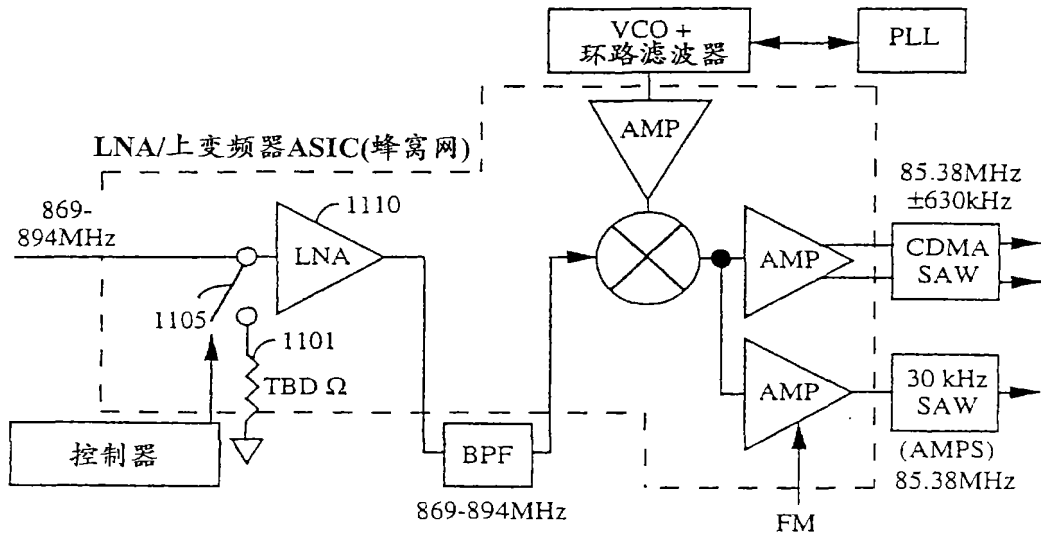 VCO +
环路滤波器
PLL
AMP
LNA/上变频器ASIC(蜂窝网)
85.38MHz
±630kHz
869-
894MHz
1110
LNA
AMP
CDMA
SAW
1105
1101
TBD Ω
AMP
30 kHz
SAW
控制器
BPF
(AMPS)
85.38MHz
869-894MHz
FM